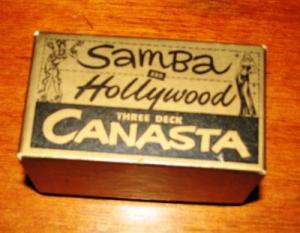 Samba
AND
Hollywood
THREE DECK
CANASTA